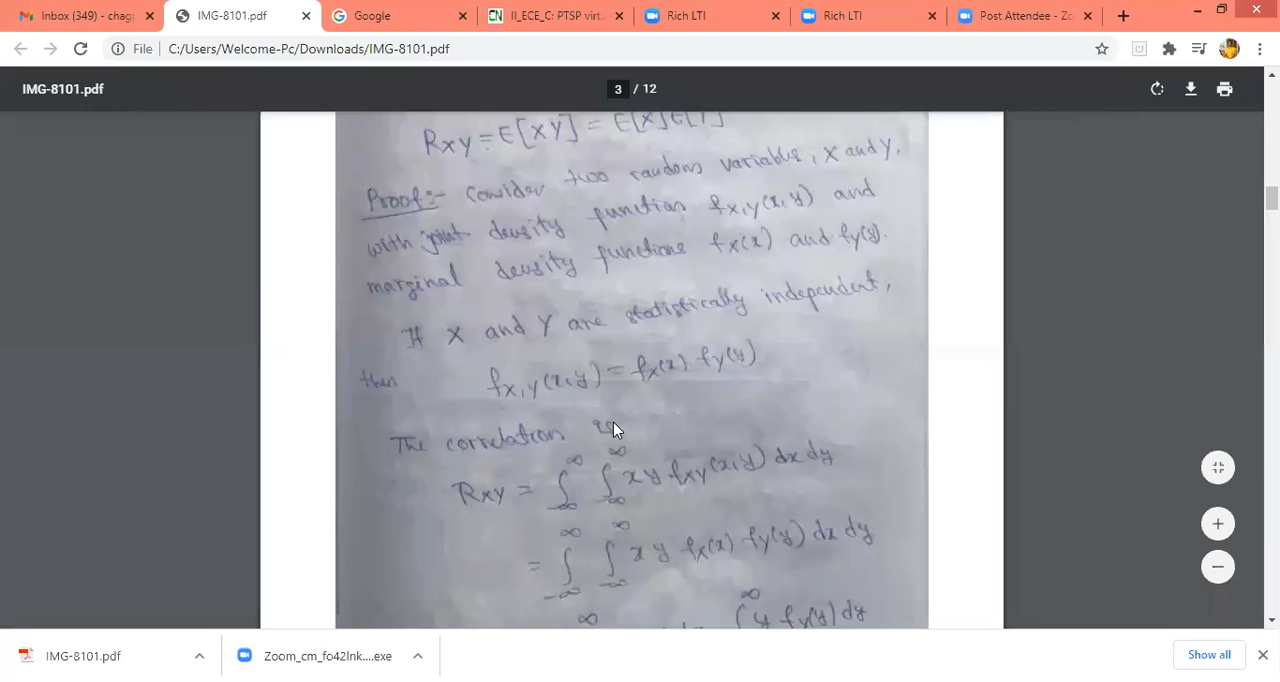 Inbox (349) - chag
IMG-8101.pdf
Google
II_ECE_C: PTSP virt
Rich LTI
Rich LTI
Post Attendee - Zo
File
C:/Users/Welcome-Pc/Downloads/IMG-8101.pdf
IMG-8101.pdf
3 / 12
RXY = E[XY] = E[X]E[Y]
Proof:- Consider two random variables, X and Y,
with joint density function fX,Y(x,y) and
marginal density functions fX(x) and fY(y).
If X and Y are statistically independent,
then fX,Y(x,y) = fX(x) fY(y)
The correlation is
RXY = ∫_{-∞}^{∞} ∫_{-∞}^{∞} x y fXY(x,y) dx dy
= ∫_{-∞}^{∞} ∫_{-∞}^{∞} x y fX(x) fY(y) dx dy
∞ ∞
∫ y fY(y) dy
IMG-8101.pdf
Zoom_cm_fo42lnk....exe
Show all